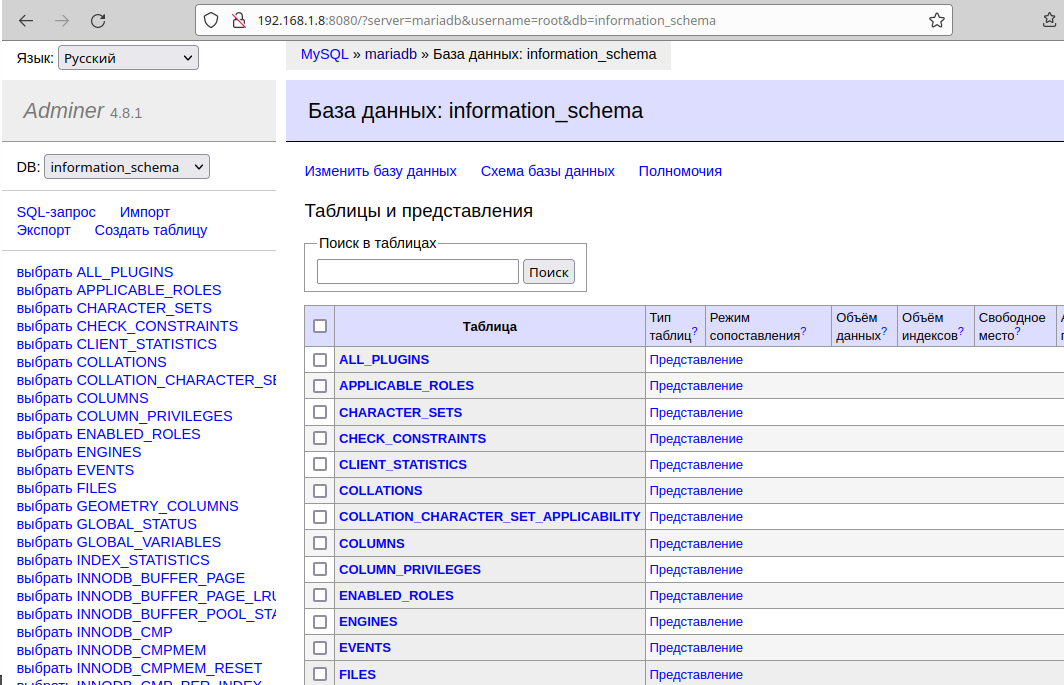 192.168.1.8:8080/?server=mariadb&username=root&db=information_schema
Язык: Русский
MySQL » mariadb » База данных: information_schema
Adminer 4.8.1
База данных: information_schema
DB: information_schema
SQL-запрос Импорт
Экспорт Создать таблицу
выбрать ALL_PLUGINS
выбрать APPLICABLE_ROLES
выбрать CHARACTER_SETS
выбрать CHECK_CONSTRAINTS
выбрать CLIENT_STATISTICS
выбрать COLLATIONS
выбрать COLLATION_CHARACTER_SE
выбрать COLUMNS
выбрать COLUMN_PRIVILEGES
выбрать ENABLED_ROLES
выбрать ENGINES
выбрать EVENTS
выбрать FILES
выбрать GEOMETRY_COLUMNS
выбрать GLOBAL_STATUS
выбрать GLOBAL_VARIABLES
выбрать INDEX_STATISTICS
выбрать INNODB_BUFFER_PAGE
выбрать INNODB_BUFFER_PAGE_LRU
выбрать INNODB_BUFFER_POOL_STA
выбрать INNODB_CMP
выбрать INNODB_CMPMEM
выбрать INNODB_CMPMEM_RESET
выбрать INNODB_CMP_PER_INDEX
Изменить базу данных Схема базы данных Полномочия
Таблицы и представления
Поиск в таблицах
Поиск
Таблица
Тип таблиц?
Режим сопоставления?
Объём данных?
Объём индексов?
Свободное место?
ALL_PLUGINS Представление
APPLICABLE_ROLES Представление
CHARACTER_SETS Представление
CHECK_CONSTRAINTS Представление
CLIENT_STATISTICS Представление
COLLATIONS Представление
COLLATION_CHARACTER_SET_APPLICABILITY Представление
COLUMNS Представление
COLUMN_PRIVILEGES Представление
ENABLED_ROLES Представление
ENGINES Представление
EVENTS Представление
FILES Представление